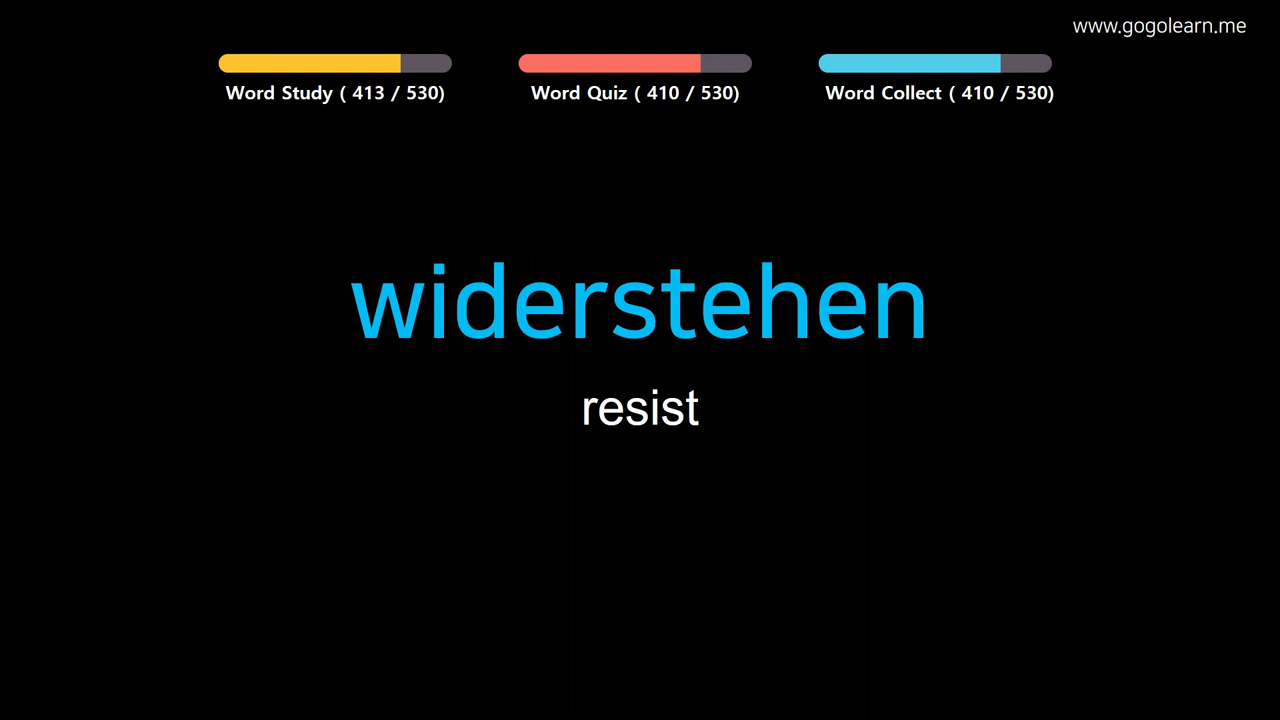 www.gogolearn.me
Word Study ( 413 / 530)
Word Quiz ( 410 / 530)
Word Collect ( 410 / 530)
widerstehen
resist